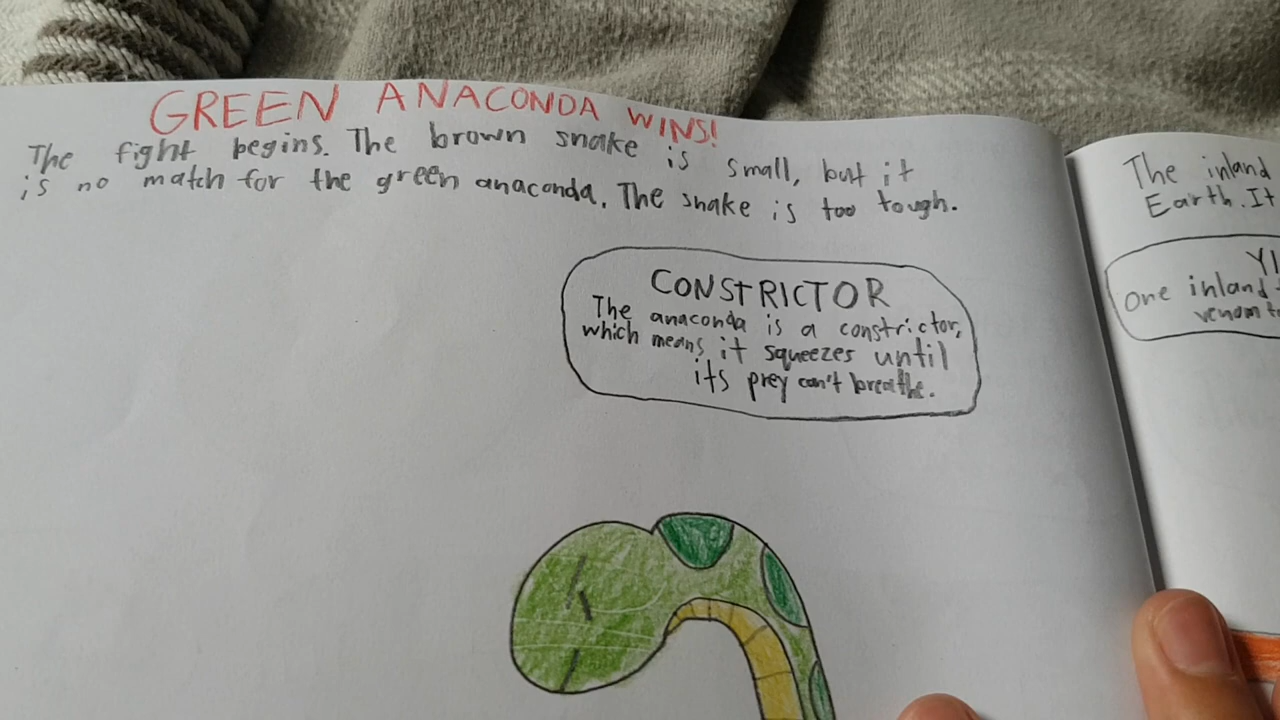 GREEN ANACONDA WINS!
The fight begins. The brown snake is small, but it
is no match for the green anaconda. The snake is too tough.
CONSTRICTOR
The anaconda is a constrictor,
which means it squeezes until
its prey can't breathe.
The inland
Earth. It
YI
One inland
venom to